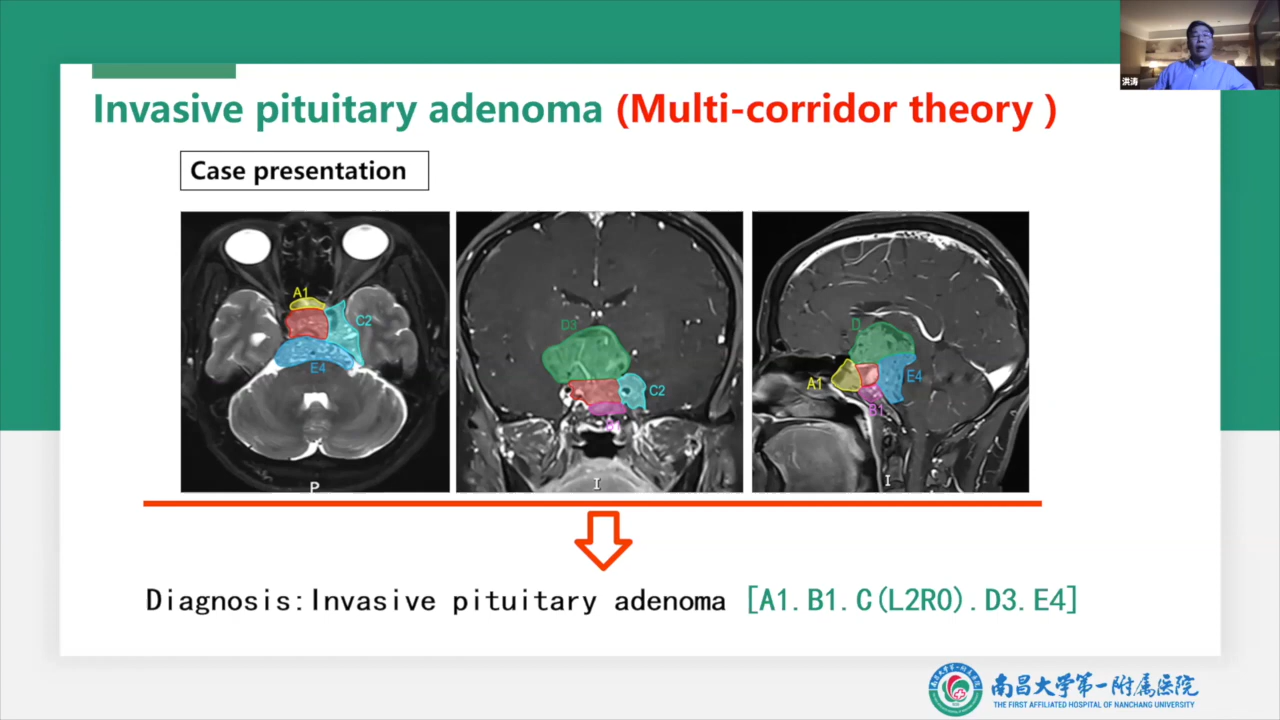 洪涛
Invasive pituitary adenoma (Multi-corridor theory )
Case presentation
A1
C2
E4
P
D3
C2
I
D
A1
E4
B1
I
Diagnosis:Invasive pituitary adenoma [A1.B1.C(L2R0).D3.E4]
南昌大学第一附属医院
THE FIRST AFFILIATED HOSPITAL OF NANCHANG UNIVERSITY